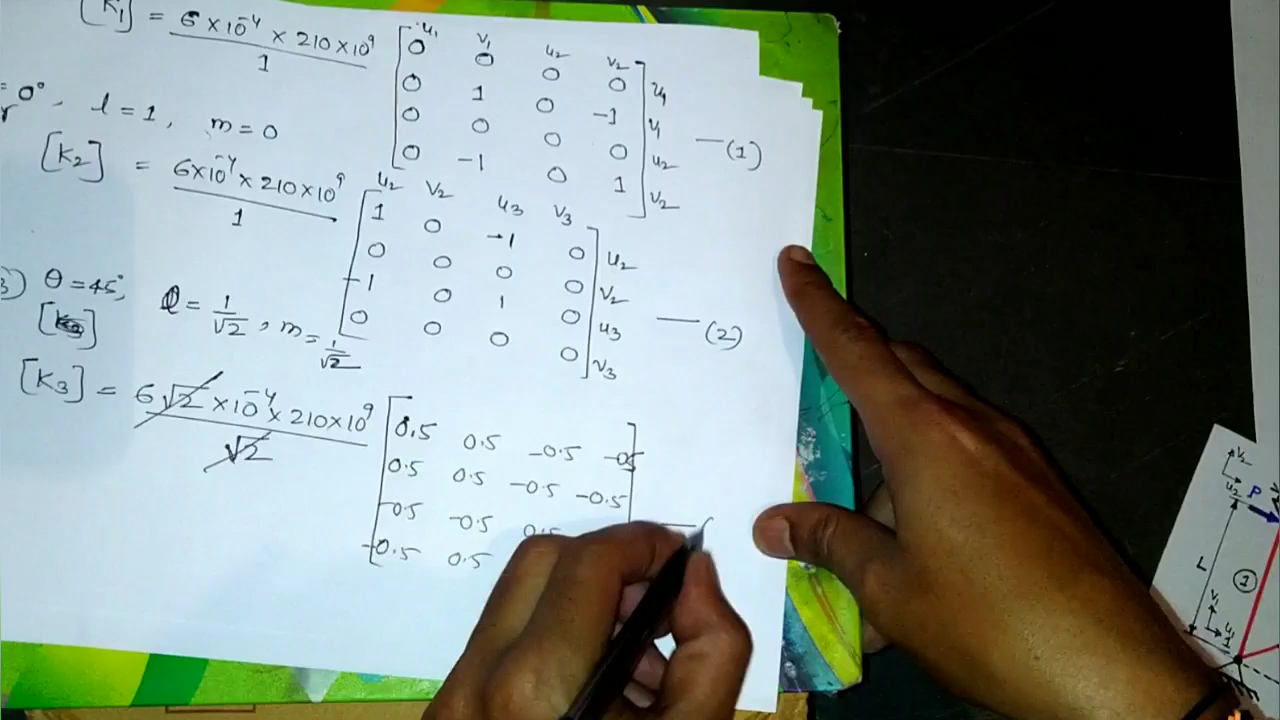 [K₁] = 6×10⁻⁴ × 210×10⁹ / 1
u₁ v₁ u₂ v₂
0 0 0 0 u₁
0 1 0 -1 v₁
0 0 0 0 u₂
0 -1 0 1 v₂
—(1)
= 0°, l = 1, m = 0
[K₂] = 6×10⁻⁴ × 210×10⁹ / 1
u₂ v₂ u₃ v₃
1 0 -1 0 u₂
0 0 0 0 v₂
-1 0 1 0 u₃
0 0 0 0 v₃
—(2)
3) θ = 45°, l = 1/√2, m = 1/√2
[K₃] = 6√2 ×10⁻⁴ × 210×10⁹ / √2
0.5 0.5 -0.5 -0.5
0.5 0.5 -0.5 -0.5
-0.5 -0.5 0.5
-0.5 0.5
v₂
u₂ P
L
1
v₁
u₁
1